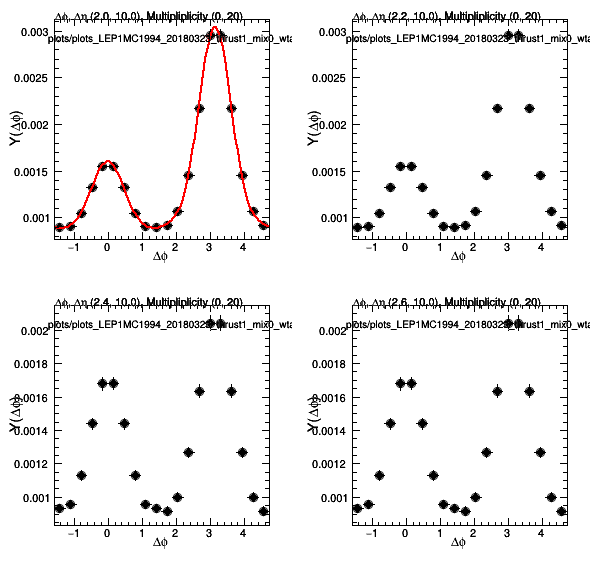 Δφ, Δη (2.0, 10.0), Multipliplicity (0, 20)
plots/plots_LEP1MC1994_20180323_thrust1_mix0_wta
0.003
0.0025
0.002
0.0015
0.001
Y(Δφ)
−1 0 1 2 3 4
Δφ
Δφ, Δη (2.2, 10.0), Multipliplicity (0, 20)
plots/plots_LEP1MC1994_20180323_thrust1_mix0_wta
0.003
0.0025
0.002
0.0015
0.001
Y(Δφ)
−1 0 1 2 3 4
Δφ
Δφ, Δη (2.4, 10.0), Multipliplicity (0, 20)
plots/plots_LEP1MC1994_20180323_thrust1_mix0_wta
0.002
0.0018
0.0016
0.0014
0.0012
0.001
Y(Δφ)
−1 0 1 2 3 4
Δφ
Δφ, Δη (2.6, 10.0), Multipliplicity (0, 20)
plots/plots_LEP1MC1994_20180323_thrust1_mix0_wta
0.002
0.0018
0.0016
0.0014
0.0012
0.001
Y(Δφ)
−1 0 1 2 3 4
Δφ